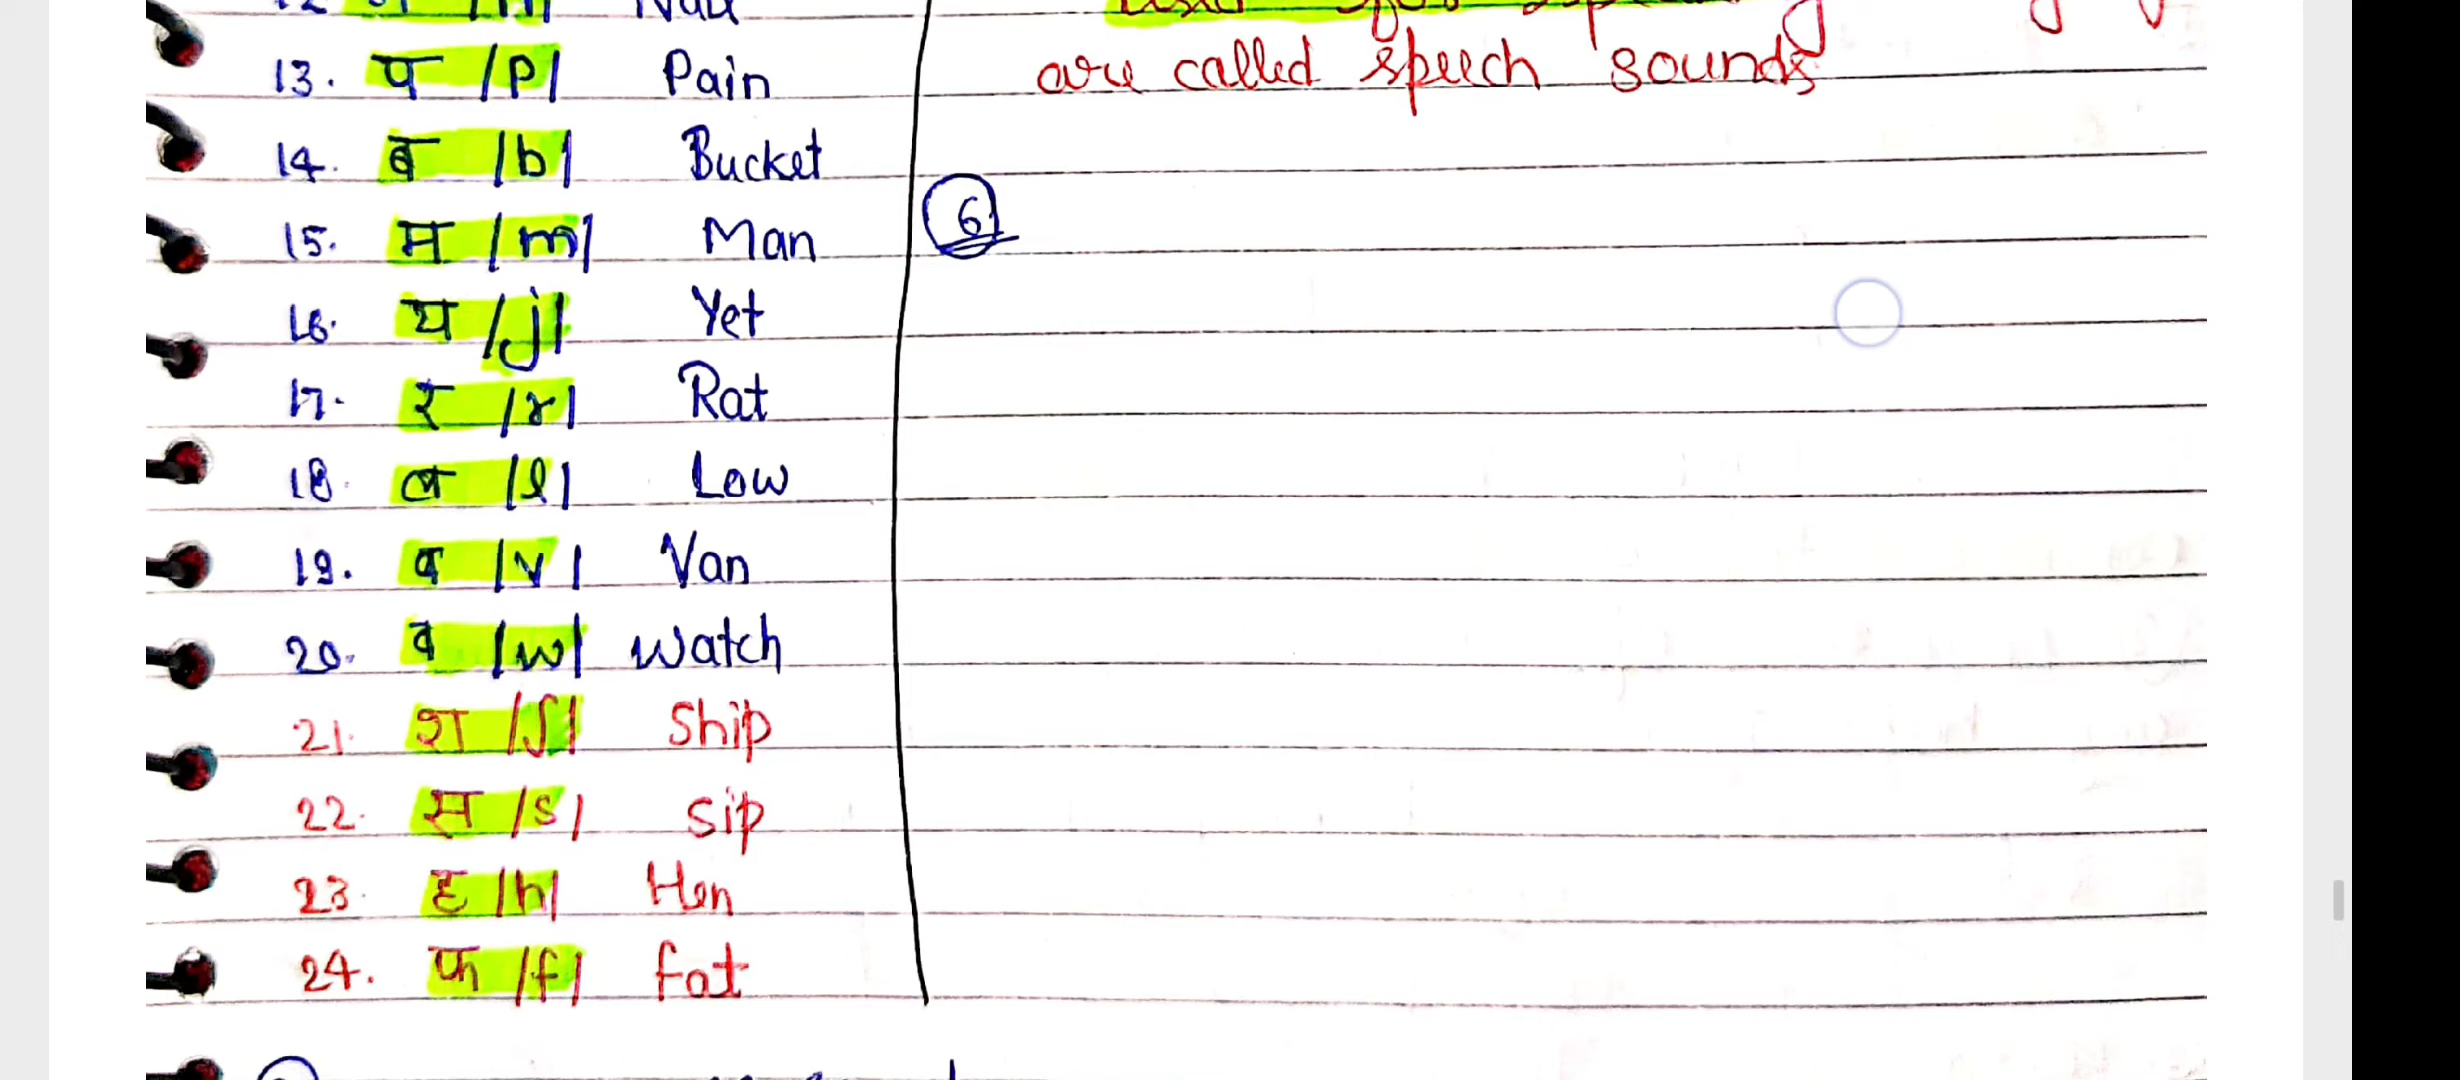 13. प /p/ Pain
14. ब /b/ Bucket
15. म /m/ Man
16. य /j/ Yet
17. र /r/ Rat
18. ल /l/ Low
19. व /v/ Van
20. व /w/ Watch
21. श /ʃ/ Ship
22. स /s/ Sip
23. ह /h/ Hen
24. फ /f/ fat
are called speech sounds
6